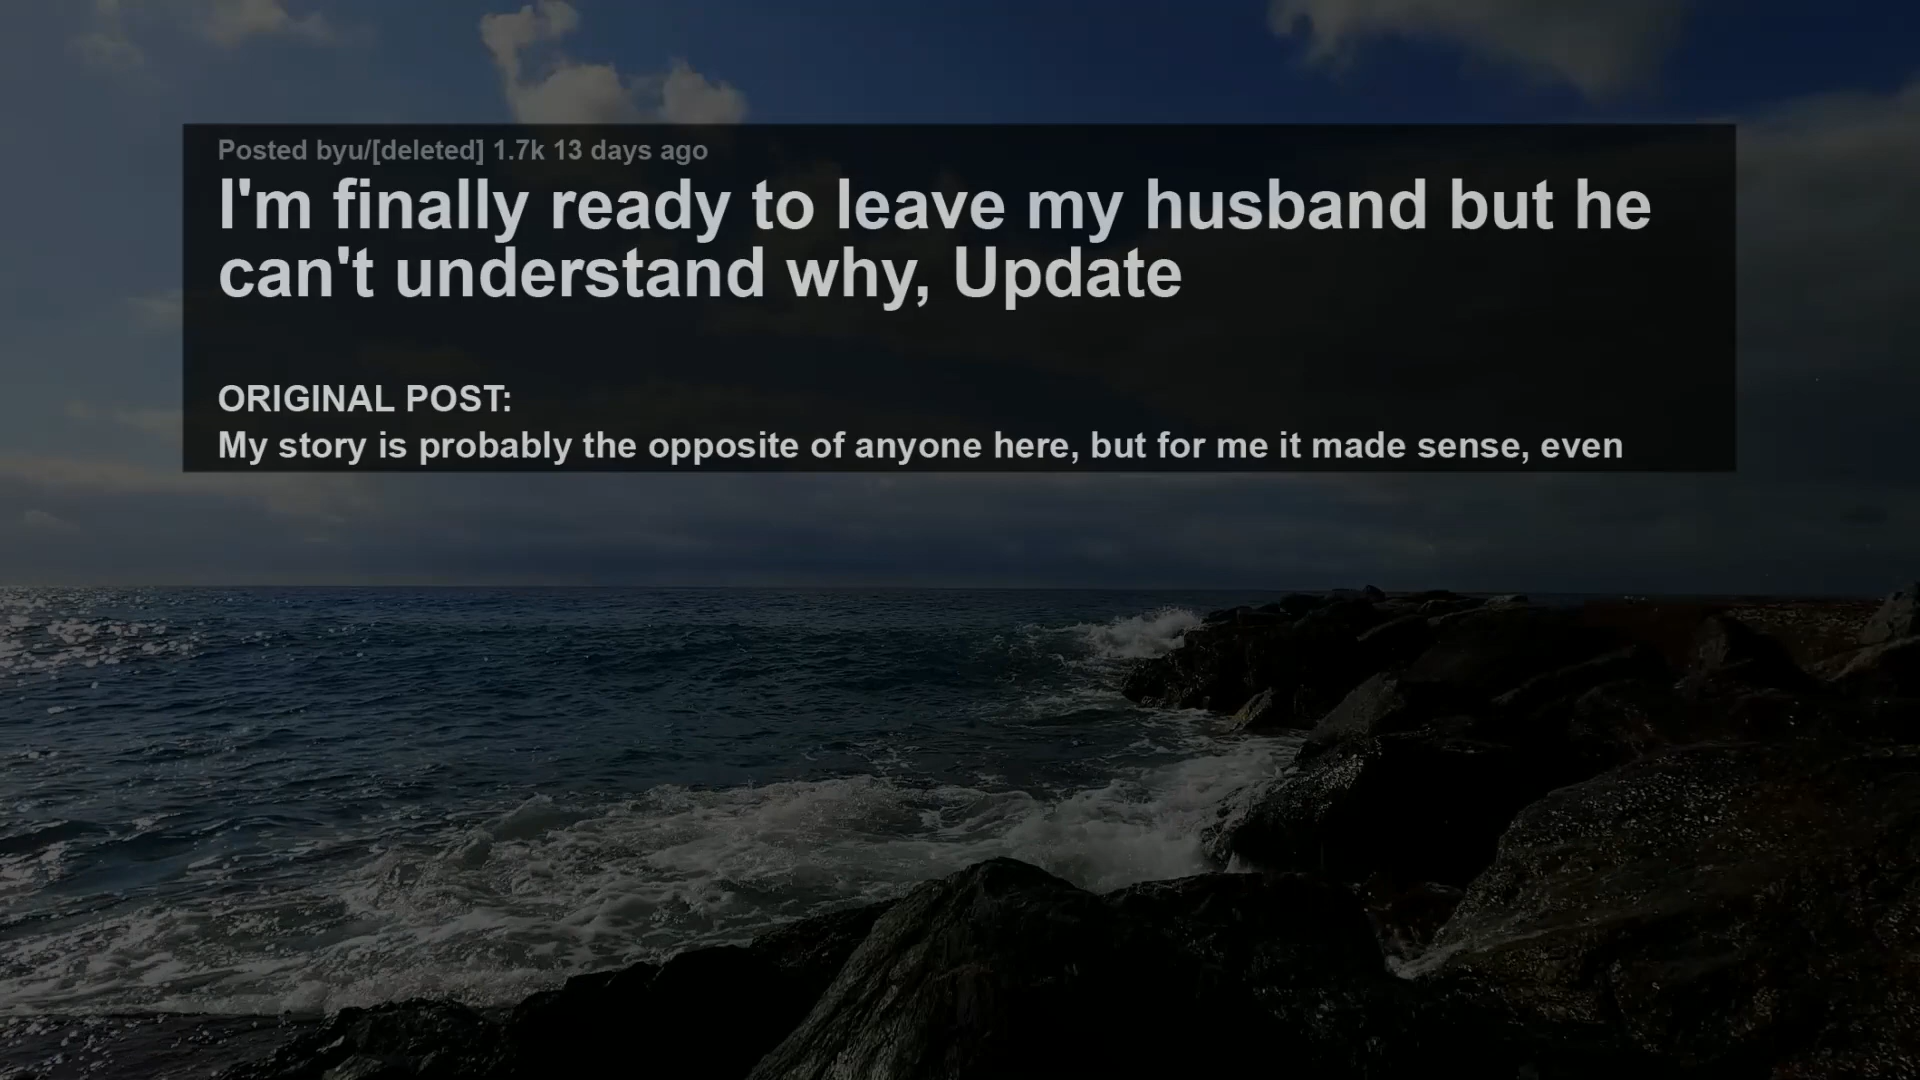 Posted byu/[deleted] 1.7k 13 days ago
I'm finally ready to leave my husband but he
can't understand why, Update
ORIGINAL POST:
My story is probably the opposite of anyone here, but for me it made sense, even